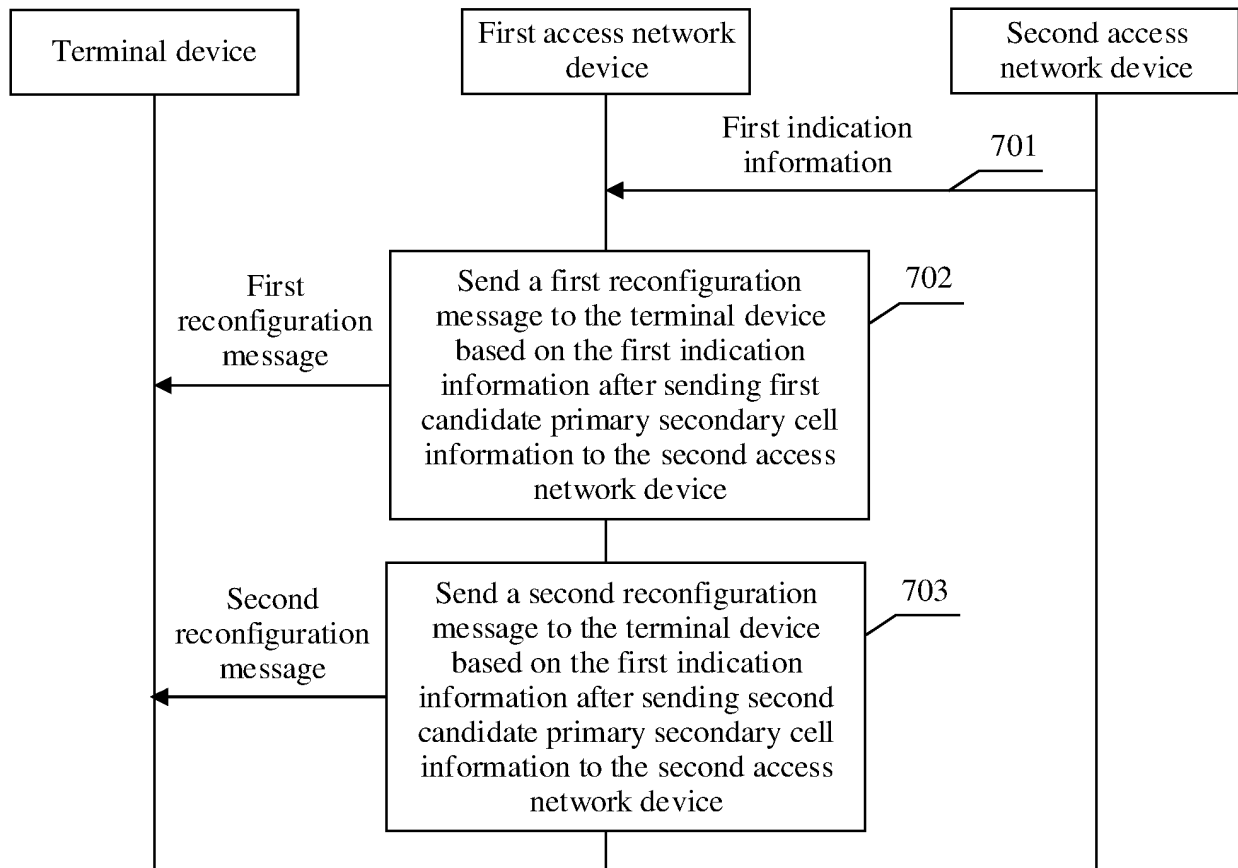 Terminal device
First access network
device
Second access
network device
First indication
information
701
First
reconfiguration
message
Send a first reconfiguration
message to the terminal device
based on the first indication
information after sending first
candidate primary secondary cell
information to the second access
network device
702
Second
reconfiguration
message
Send a second reconfiguration
message to the terminal device
based on the first indication
information after sending second
candidate primary secondary cell
information to the second access
network device
703